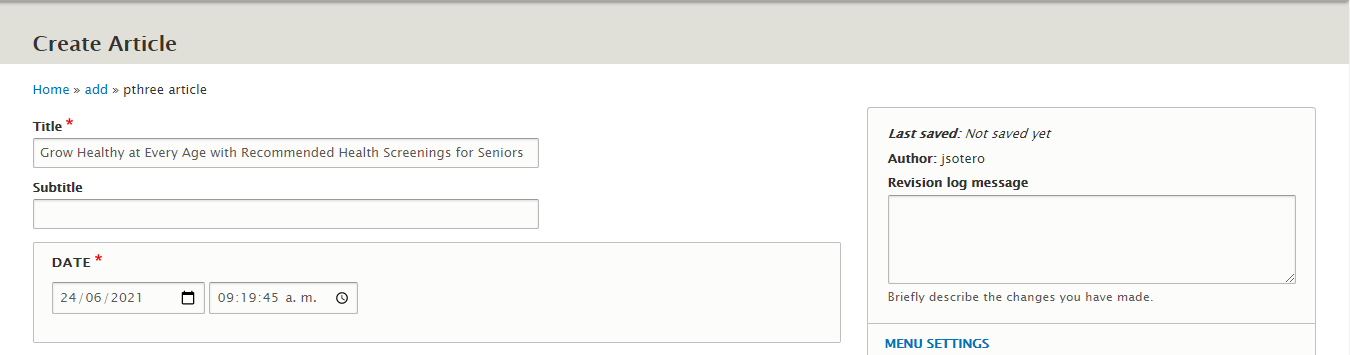 Create Article
Home » add » pthree article
Title *
Grow Healthy at Every Age with Recommended Health Screenings for Seniors
Subtitle
DATE *
24/06/2021 09:19:45 a. m.
Last saved: Not saved yet
Author: jsotero
Revision log message
Briefly describe the changes you have made.
MENU SETTINGS